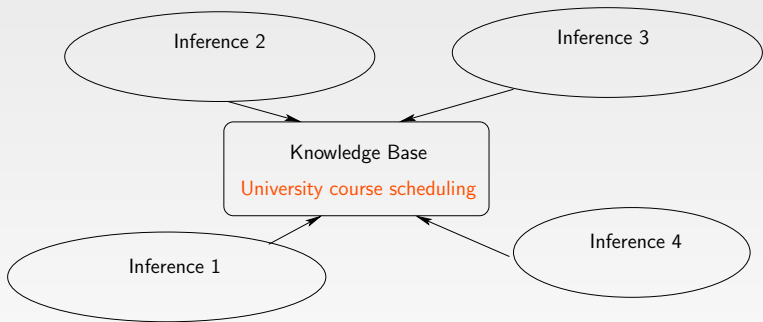 Inference 2
Inference 3
Knowledge Base
University course scheduling
Inference 1
Inference 4